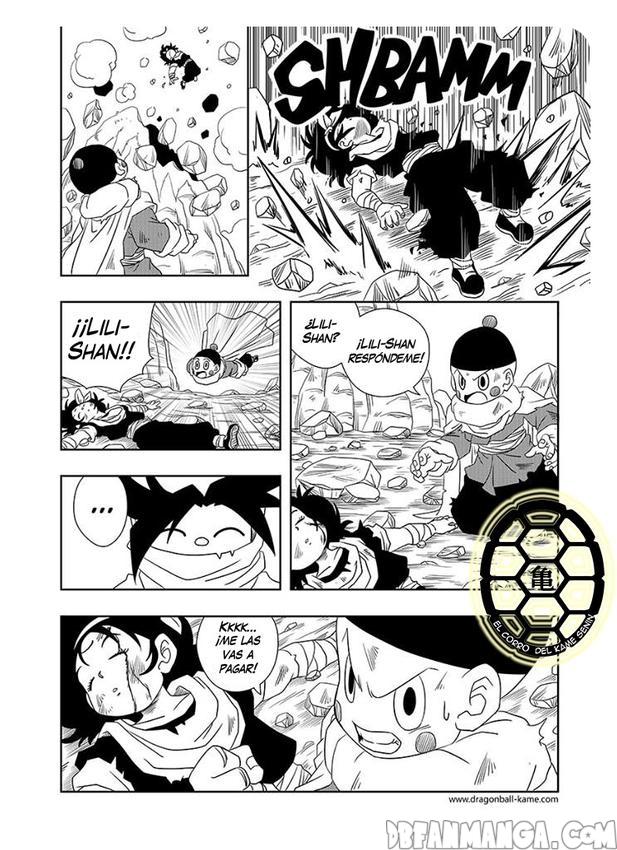 SHBAMM
¡¡LILI-
SHAN!!
¿LILI-
SHAN?
¡LILI-SHAN
RESPÓNDEME!
...
亀
EL CORRO DEL KAME SENIN
KKKK...
¡ME LAS
VAS A
PAGAR!
www.dragonball-kame.com
DBFANMANGA.COM